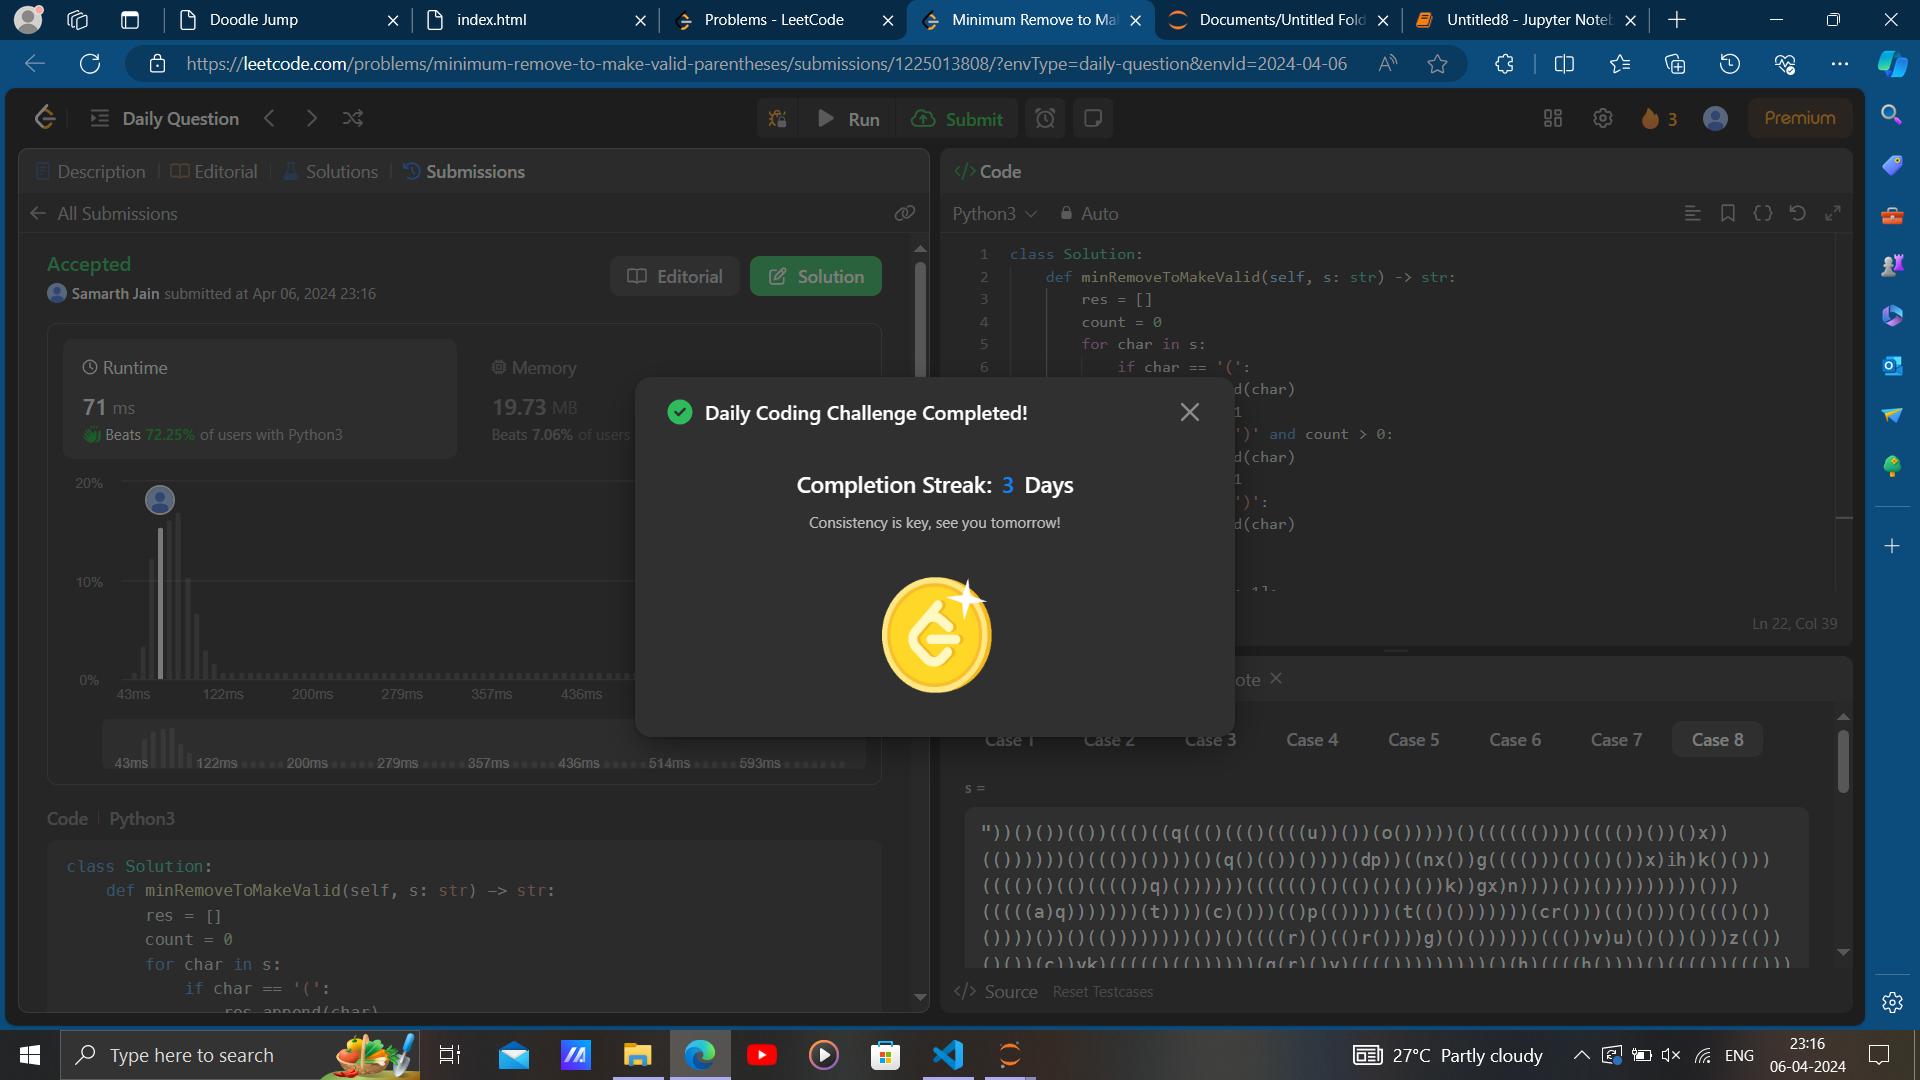 Doodle Jump
index.html
Problems - LeetCode
Minimum Remove to Ma
Documents/Untitled Fold
Untitled8 - Jupyter Note
https://leetcode.com/problems/minimum-remove-to-make-valid-parentheses/submissions/1225013808/?envType=daily-question&envId=2024-04-06
Daily Question
Run
Submit
3
Premium
Description
Editorial
Solutions
Submissions
All Submissions
Accepted
Samarth Jain submitted at Apr 06, 2024 23:16
Editorial
Solution
Runtime
71 ms
Beats 72.25% of users with Python3
Memory
19.73 MB
Beats 7.06% of users
20%
10%
0%
43ms 122ms 200ms 279ms 357ms 436ms
43ms 122ms 200ms 279ms 357ms 436ms 514ms 593ms
Code | Python3
class Solution:
def minRemoveToMakeValid(self, s: str) -> str:
res = []
count = 0
for char in s:
if char == '(':
res.append(char)
Code
Python3
Auto
1 class Solution:
2 def minRemoveToMakeValid(self, s: str) -> str:
3 res = []
4 count = 0
5 for char in s:
6 if char == '(':
d(char)
1
')' and count > 0:
d(char)
1
')':
d(char)
Ln 22, Col 39
Daily Coding Challenge Completed!
Completion Streak: 3 Days
Consistency is key, see you tomorrow!
ote
Case 1 Case 2 Case 3 Case 4 Case 5 Case 6 Case 7 Case 8
s =
Source
Reset Testcases
Type here to search
27°C Partly cloudy
ENG
23:16
06-04-2024